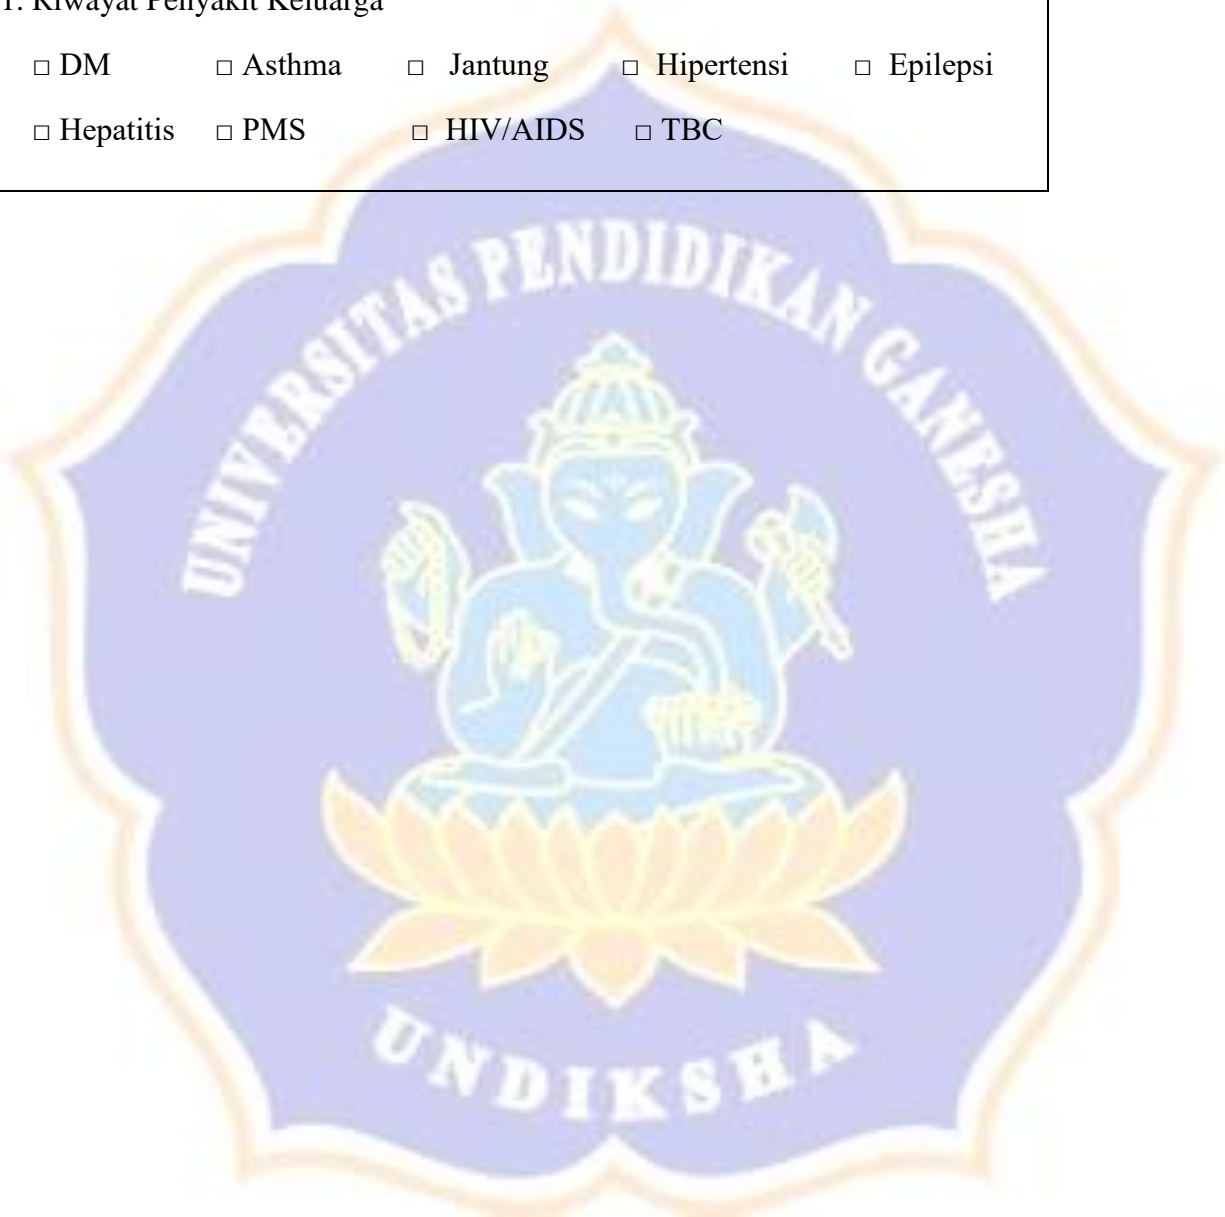 1. Riwayat Penyakit Keluarga
□ DM □ Asthma □ Jantung □ Hipertensi □ Epilepsi
□ Hepatitis □ PMS □ HIV/AIDS □ TBC
UNIVERSITAS PENDIDIKAN GANESHA
UNDIKSHA